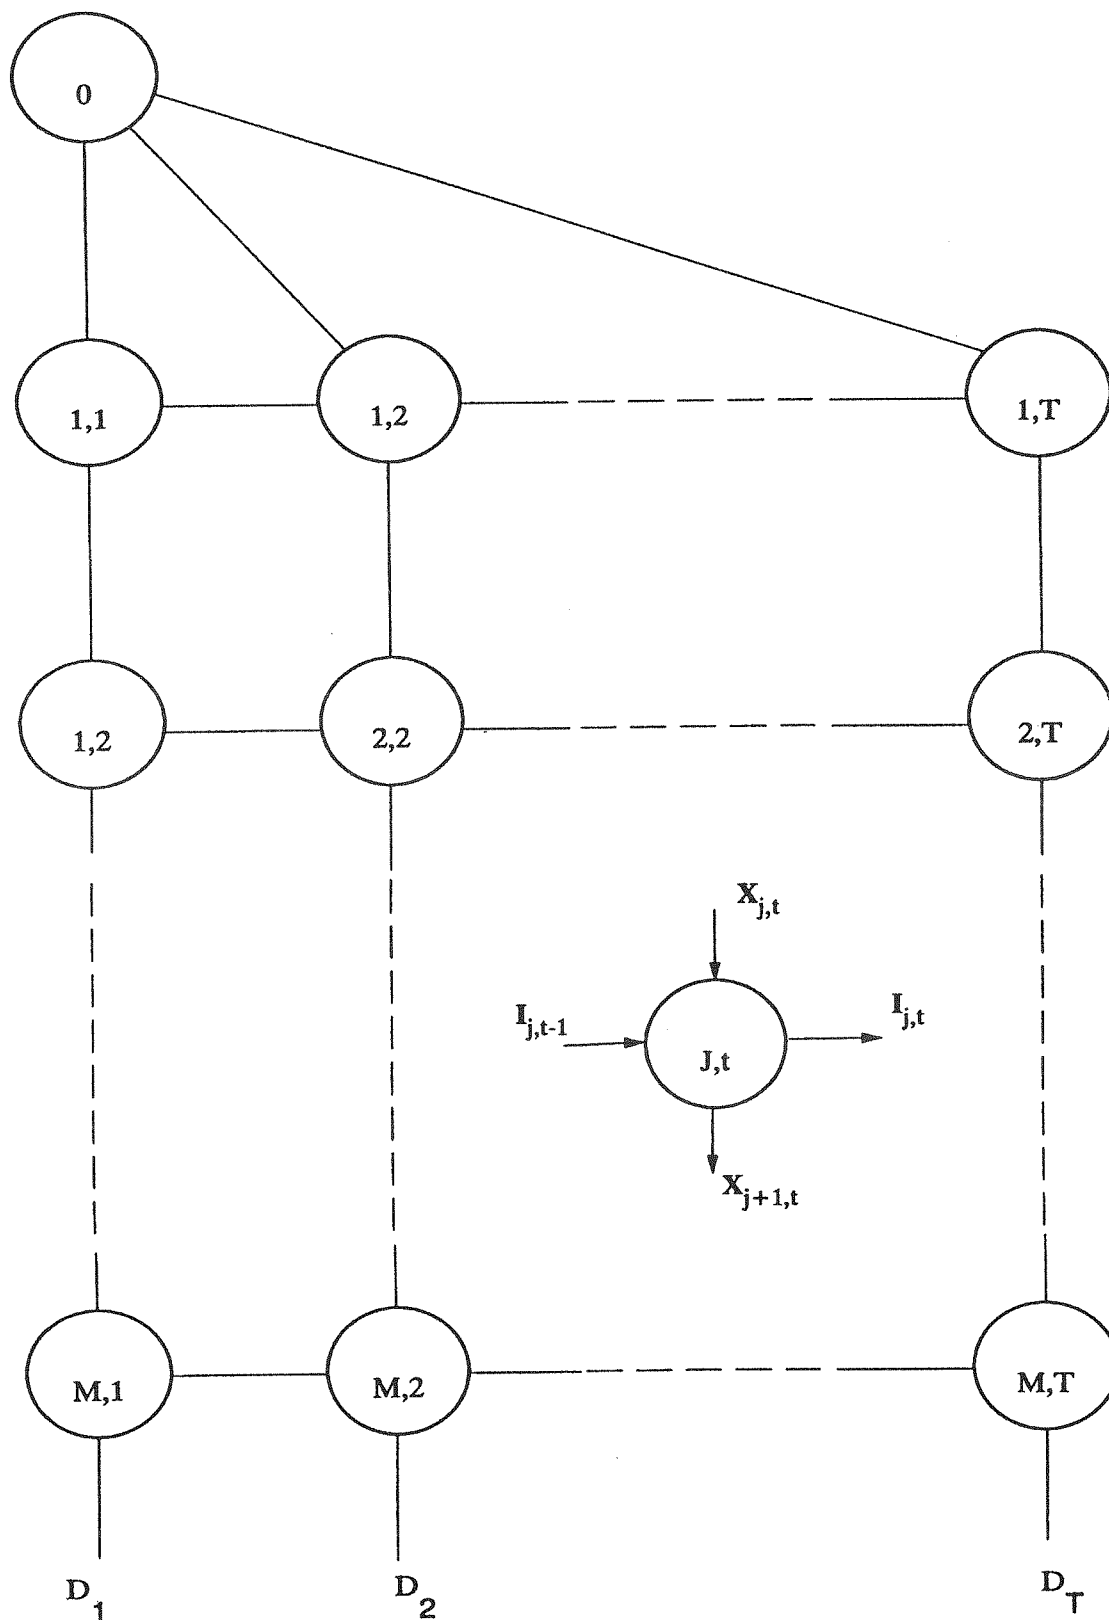 0
1,1
1,2
1,T
1,2
2,2
2,T
X_{j,t}
I_{j,t-1}
I_{j,t}
J,t
X_{j+1,t}
M,1
M,2
M,T
D_1
D_2
D_T